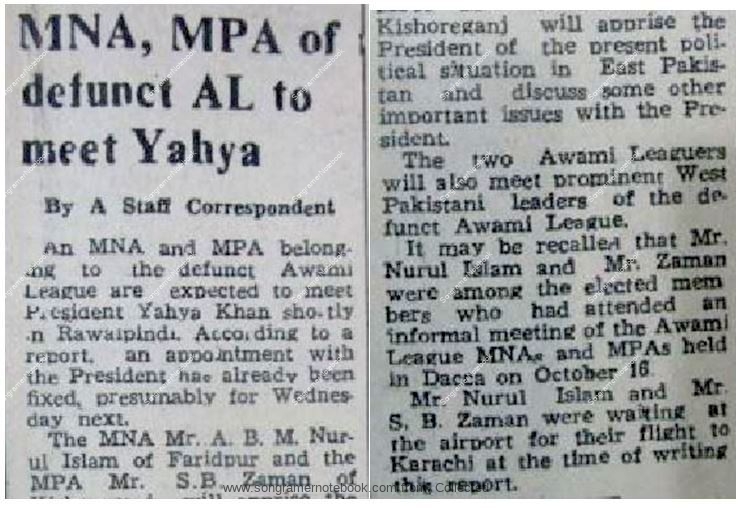 MNA, MPA of
defunct AL to
meet Yahya
By A Staff Correspondent
An MNA and MPA belong-
ing to the defunct Awami
League are expected to meet
President Yahya Khan shortly
in Rawalpindi. According to a
report, an appointment with
the President has already been
fixed, presumably for Wednes-
day next.
The MNA Mr. A. B. M. Nur-
ul Islam of Faridpur and the
MPA Mr. S.B. Zaman of
Kishoreganj will apprise the
Kishoreganj will apprise the
President of the present poli-
tical situation in East Pakis-
tan and discuss some other
important issues with the Pre-
sident.
The two Awami Leaguers
will also meet prominent West
Pakistani leaders of the de-
funct Awami League.
It may be recalled that Mr.
Nurul Islam and Mr. Zaman
were among the elected mem
bers who had attended an
informal meeting of the Awami
League MNAs and MPAs held
in Dacca on October 16.
Mr. Nurul Islam and Mr.
S. B. Zaman were waiting at
the airport for their flight to
Karachi at the time of writing
this report.
www.songramernotebook.com